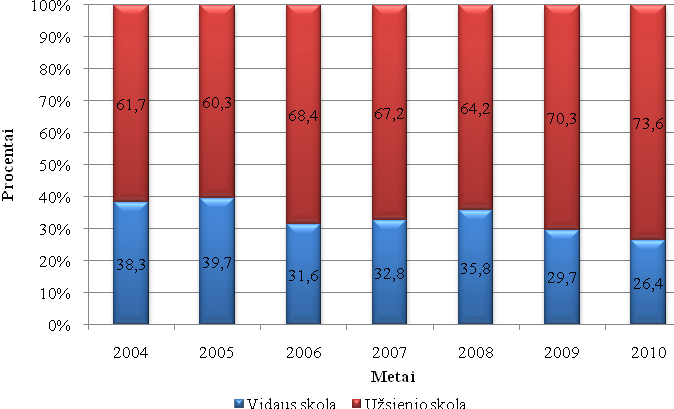 100%
90%
80%
70%
60%
50%
40%
30%
20%
10%
0%
Procentai
61,7 60,3 68,4 67,2 64,2 70,3 73,6
38,3 39,7 31,6 32,8 35,8 29,7 26,4
2004 2005 2006 2007 2008 2009 2010
Metai
Vidaus skola Užsienio skola